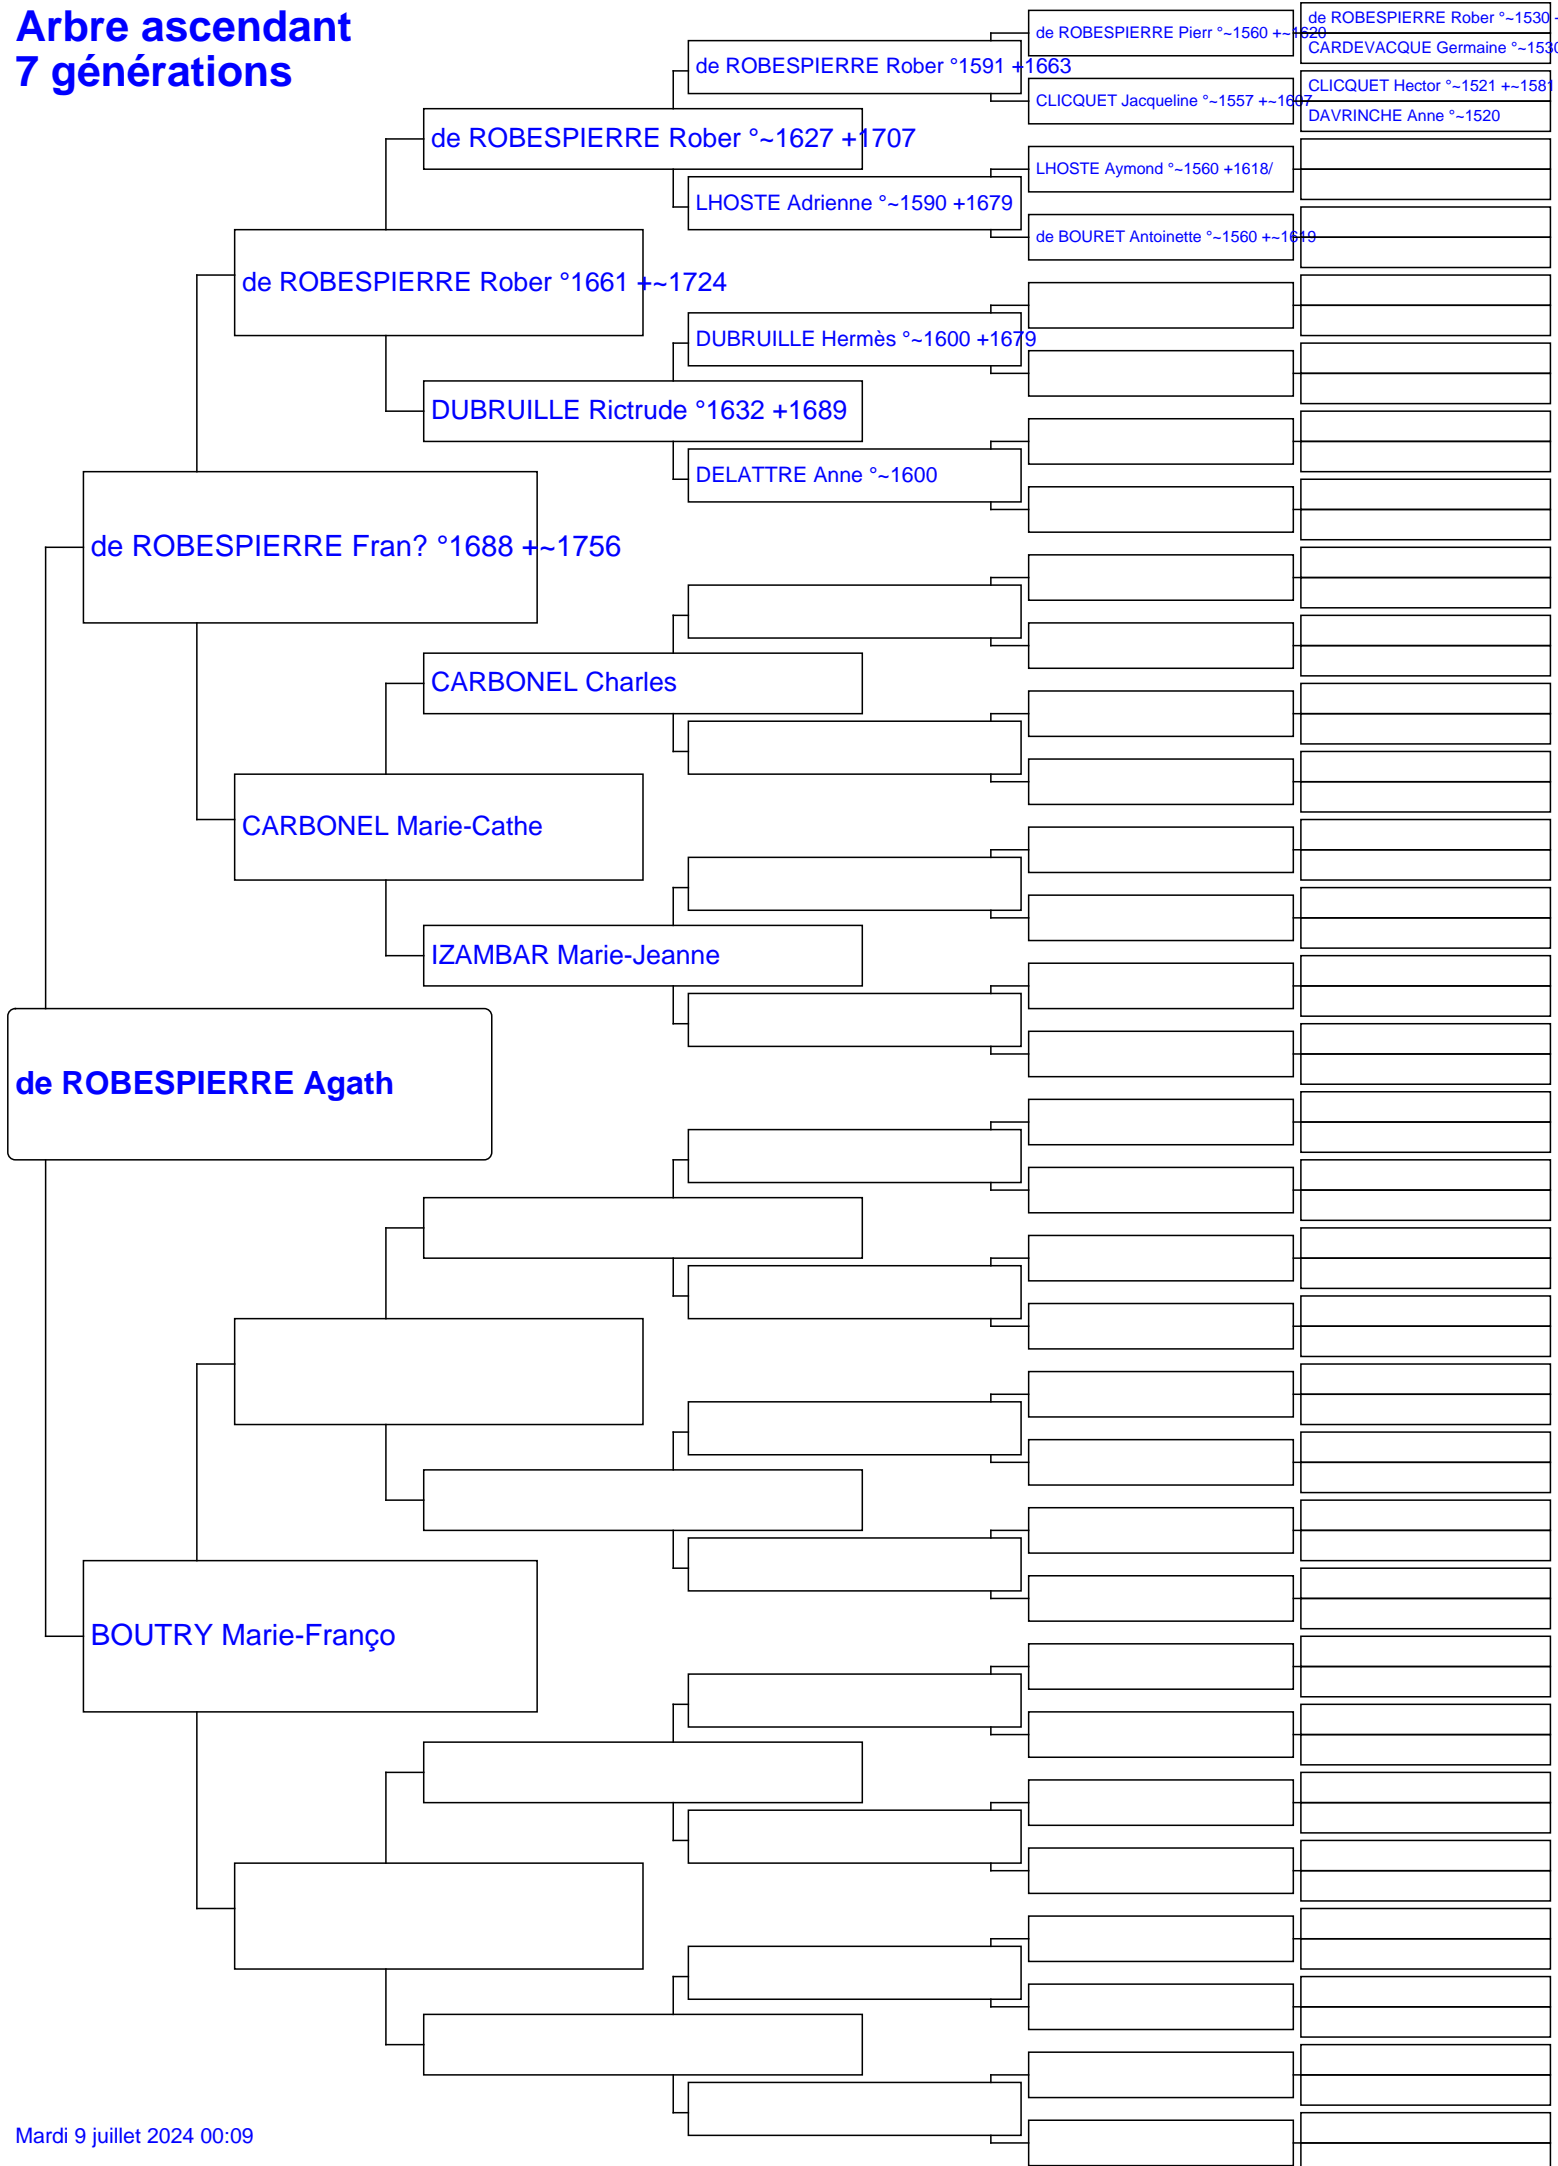 Arbre ascendant
7 générations
de ROBESPIERRE Rober °~1530 +
CARDEVACQUE Germaine °~1530
de ROBESPIERRE Pierr °~1560 +~1620
CLICQUET Hector °~1521 +~1581
DAVRINCHE Anne °~1520
CLICQUET Jacqueline °~1557 +~1607
de ROBESPIERRE Rober °1591 +1663
LHOSTE Aymond °~1560 +1618/
de BOURET Antoinette °~1560 +~1619
LHOSTE Adrienne °~1590 +1679
de ROBESPIERRE Rober °~1627 +1707
DUBRUILLE Hermès °~1600 +1679
DELATTRE Anne °~1600
DUBRUILLE Rictrude °1632 +1689
de ROBESPIERRE Rober °1661 +~1724
de ROBESPIERRE Fran? °1688 +~1756
CARBONEL Charles
CARBONEL Marie-Cathe
IZAMBAR Marie-Jeanne
de ROBESPIERRE Agath
BOUTRY Marie-Franço
Mardi 9 juillet 2024 00:09